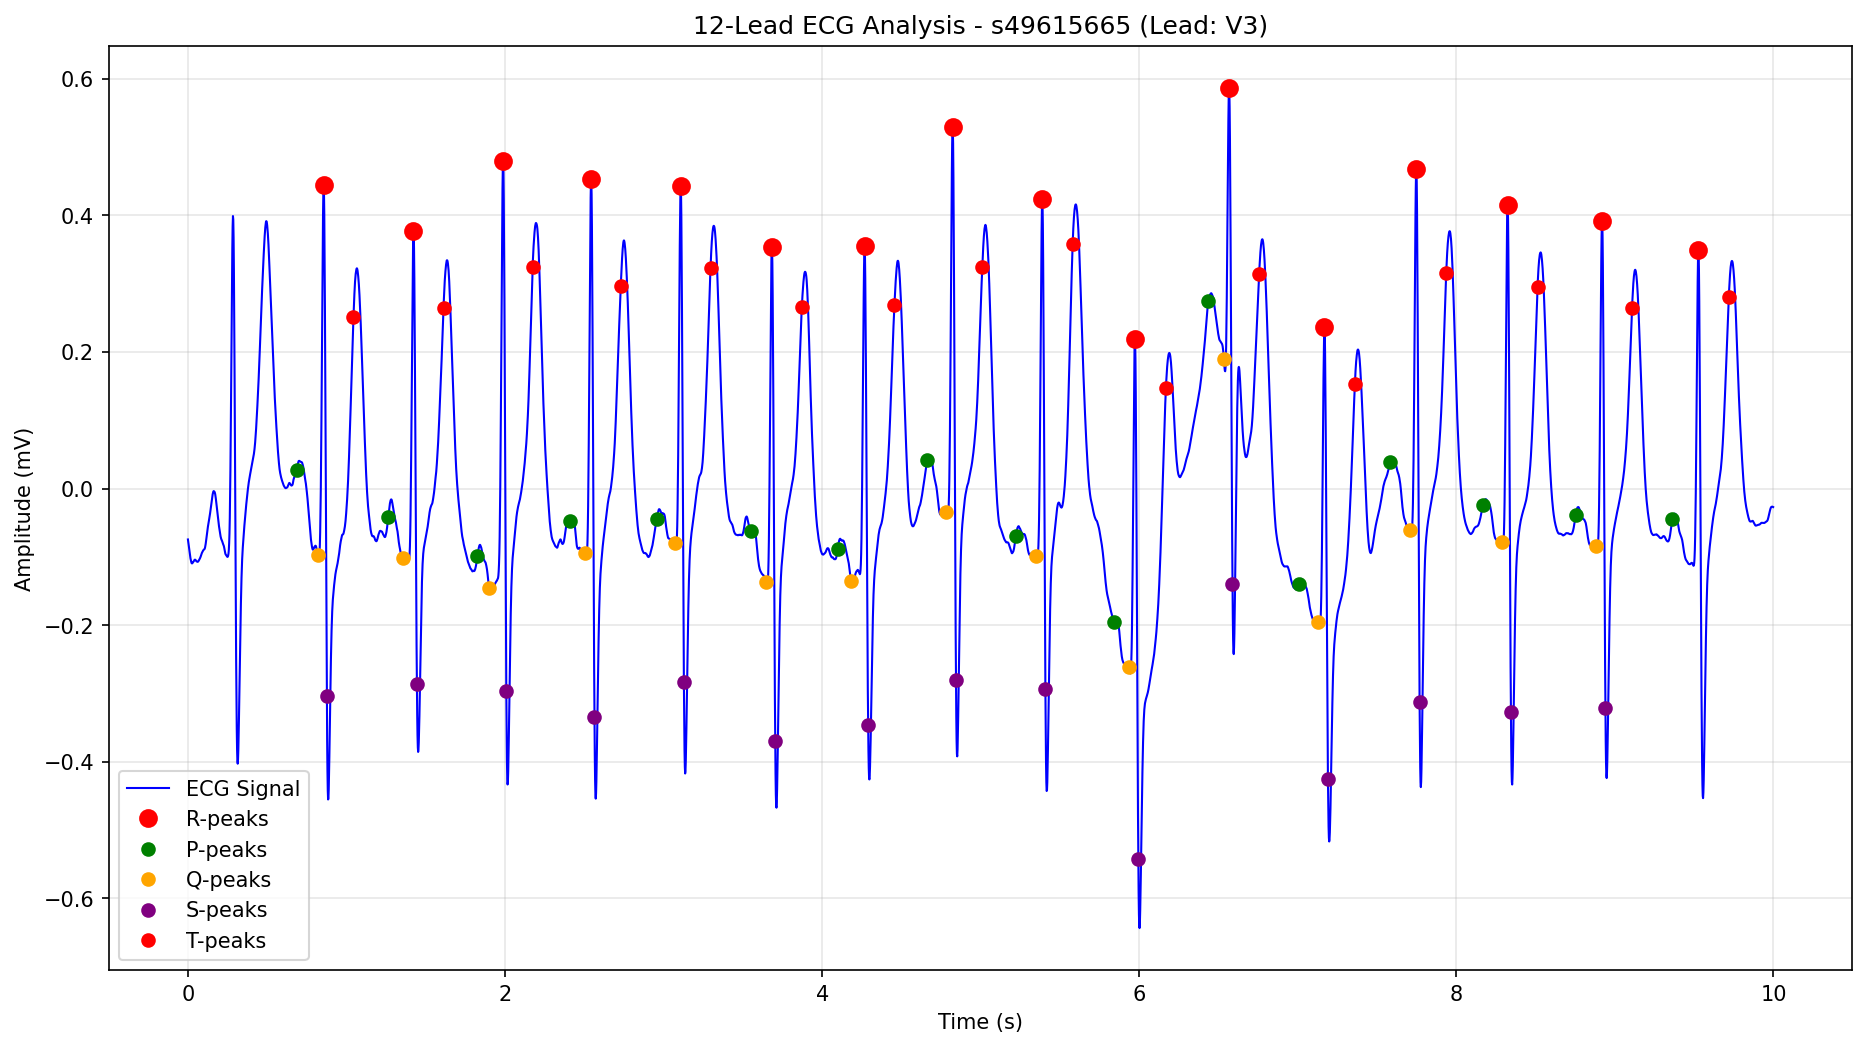 12-Lead ECG Analysis - s49615665 (Lead: V3)
Amplitude (mV)
0.6
0.4
0.2
0.0
−0.2
−0.4
−0.6
ECG Signal
R-peaks
P-peaks
Q-peaks
S-peaks
T-peaks
0 2 4 6 8 10
Time (s)